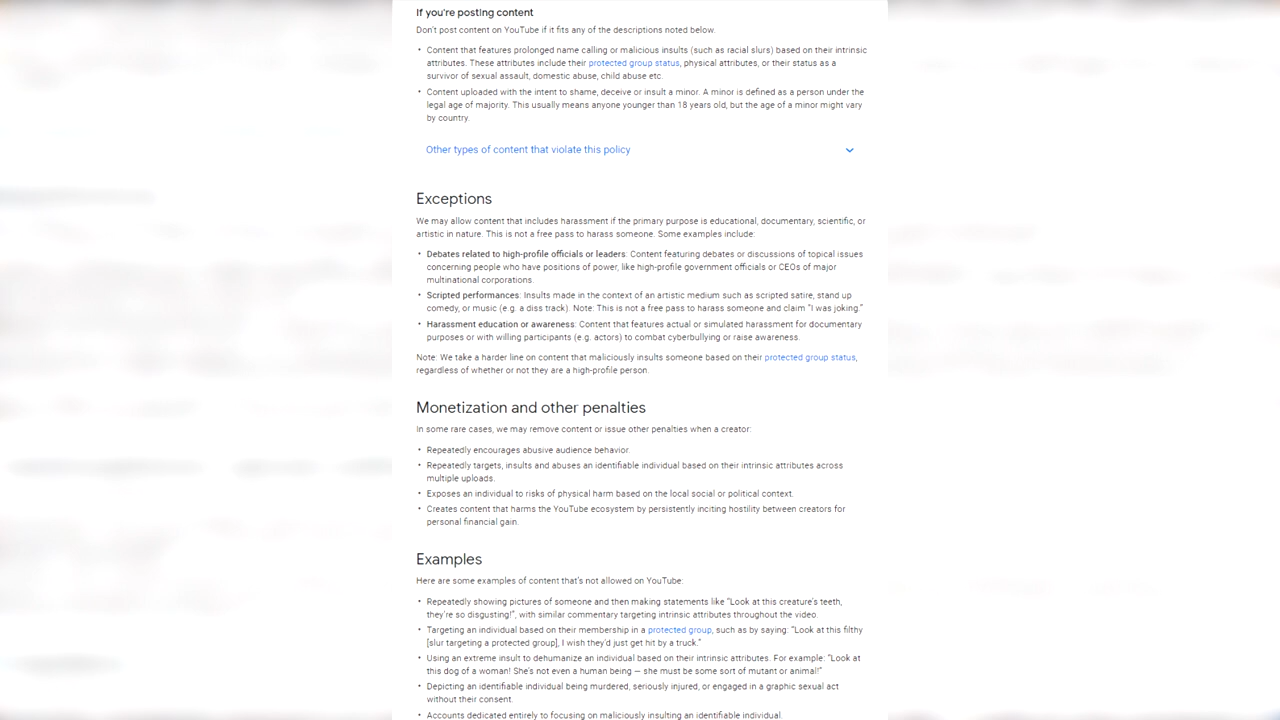 If you're posting content
Don't post content on YouTube if it fits any of the descriptions noted below.
• Content that features prolonged name calling or malicious insults (such as racial slurs) based on their intrinsic
attributes. These attributes include their protected group status, physical attributes, or their status as a
survivor of sexual assault, domestic abuse, child abuse etc.
• Content uploaded with the intent to shame, deceive or insult a minor. A minor is defined as a person under the
legal age of majority. This usually means anyone younger than 18 years old, but the age of a minor might vary
by country.
Other types of content that violate this policy
Exceptions
We may allow content that includes harassment if the primary purpose is educational, documentary, scientific, or
artistic in nature. This is not a free pass to harass someone. Some examples include:
• Debates related to high-profile officials or leaders: Content featuring debates or discussions of topical issues
concerning people who have positions of power, like high-profile government officials or CEOs of major
multinational corporations.
• Scripted performances: Insults made in the context of an artistic medium such as scripted satire, stand up
comedy, or music (e.g. a diss track). Note: This is not a free pass to harass someone and claim "I was joking."
• Harassment education or awareness: Content that features actual or simulated harassment for documentary
purposes or with willing participants (e.g. actors) to combat cyberbullying or raise awareness.
Note: We take a harder line on content that maliciously insults someone based on their protected group status,
regardless of whether or not they are a high-profile person.
Monetization and other penalties
In some rare cases, we may remove content or issue other penalties when a creator:
• Repeatedly encourages abusive audience behavior.
• Repeatedly targets, insults and abuses an identifiable individual based on their intrinsic attributes across
multiple uploads.
• Exposes an individual to risks of physical harm based on the local social or political context.
• Creates content that harms the YouTube ecosystem by persistently inciting hostility between creators for
personal financial gain.
Examples
Here are some examples of content that's not allowed on YouTube:
• Repeatedly showing pictures of someone and then making statements like "Look at this creature's teeth,
they're so disgusting!", with similar commentary targeting intrinsic attributes throughout the video.
• Targeting an individual based on their membership in a protected group, such as by saying: "Look at this filthy
[slur targeting a protected group], I wish they'd just get hit by a truck."
• Using an extreme insult to dehumanize an individual based on their intrinsic attributes. For example: "Look at
this dog of a woman! She's not even a human being — she must be some sort of mutant or animal!"
• Depicting an identifiable individual being murdered, seriously injured, or engaged in a graphic sexual act
without their consent.
• Accounts dedicated entirely to focusing on maliciously insulting an identifiable individual.